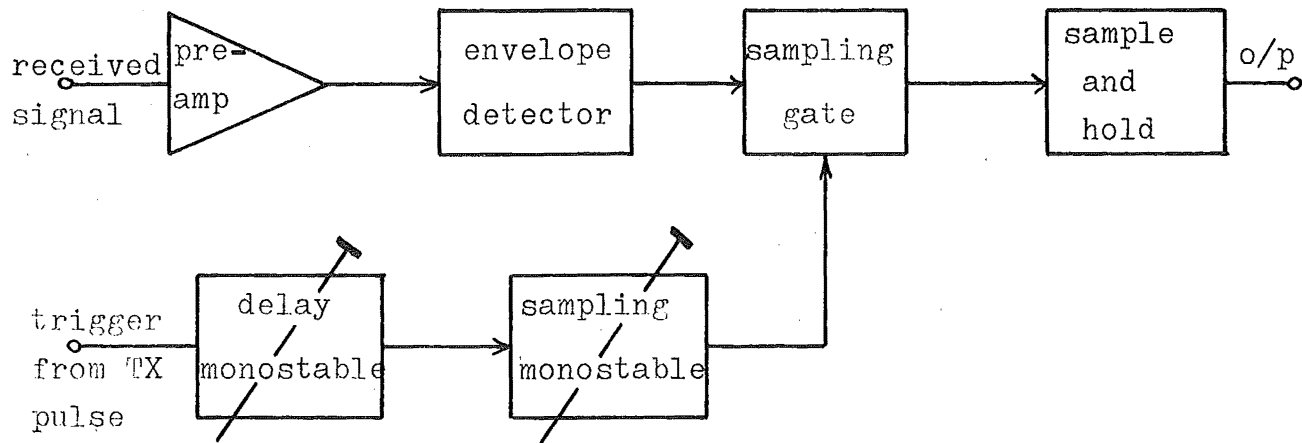 received
signal
pre-
amp
envelope
detector
sampling
gate
sample
and
hold
o/p
trigger
from TX
pulse
delay
monostable
sampling
monostable